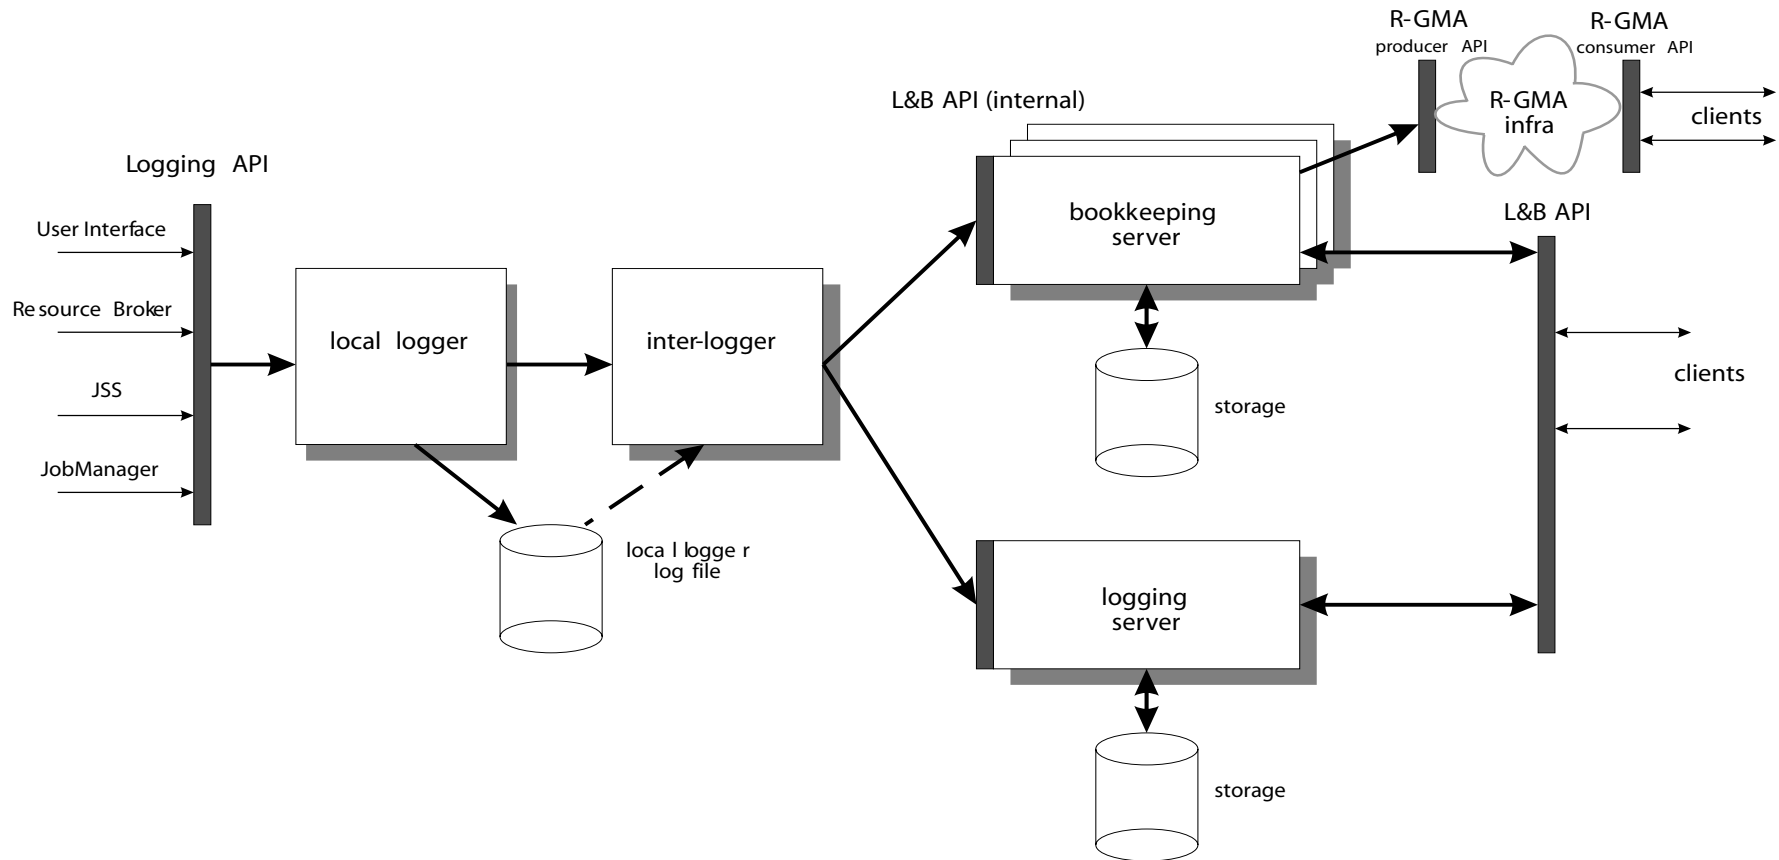 R-GMA
producer API
R-GMA
consumer API
L&B API (internal)
R-GMA
infra
clients
Logging API
User Interface
bookkeeping
server
L&B API
Resource Broker
local logger
inter-logger
JSS
clients
storage
JobManager
local logger
log file
logging
server
storage